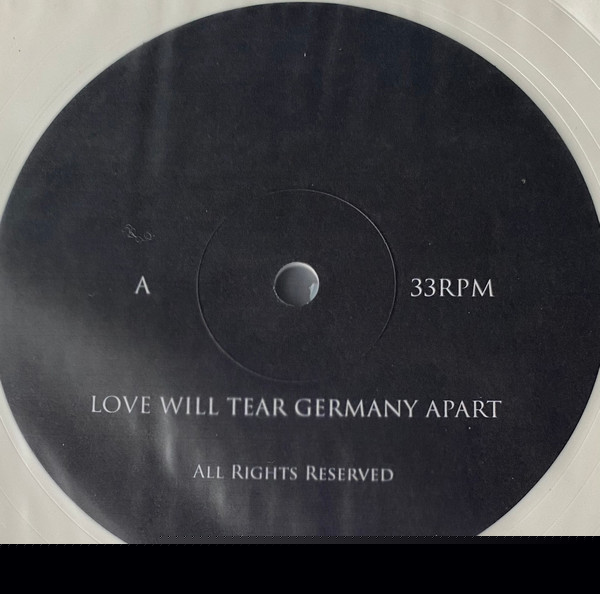 A
33RPM
LOVE WILL TEAR GERMANY APART
ALL RIGHTS RESERVED